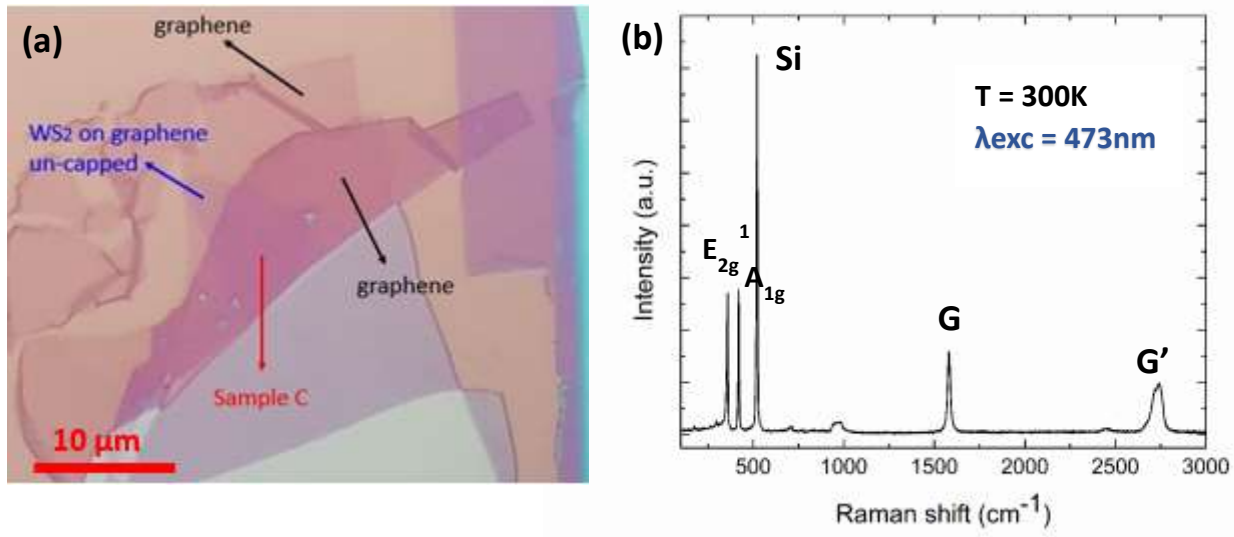 (a)
graphene
WS2 on graphene
un-capped
graphene
Sample C
10 μm
(b)
Si
T = 300K
λexc = 473nm
1
E2g
A1g
G
G’
Intensity (a.u.)
500 1000 1500 2000 2500 3000
Raman shift (cm-1)